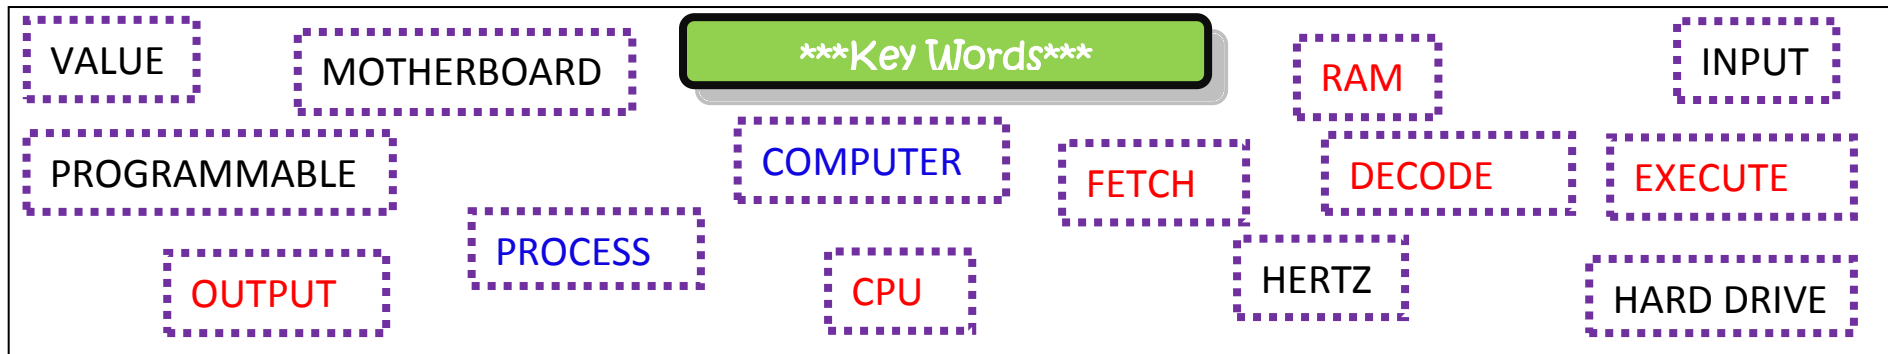 ***Key Words***
VALUE
MOTHERBOARD
RAM
INPUT
PROGRAMMABLE
COMPUTER
FETCH
DECODE
EXECUTE
PROCESS
OUTPUT
CPU
HERTZ
HARD DRIVE